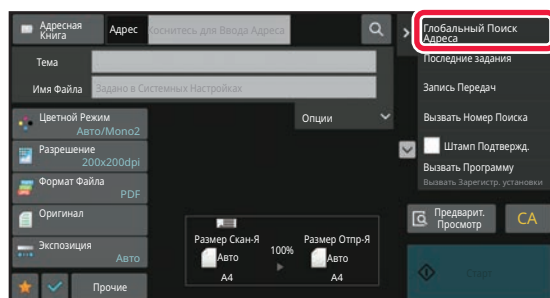 Адресная
Книга
Адрес
Коснитесь для Ввода Адреса
Тема
Имя Файла
Задано в Системных Настройках
Цветной Режим
Авто/Mono2
Опции
Разрешение
200x200dpi
Формат Файла
PDF
Оригинал
Экспозиция
Авто
Прочие
Размер Скан-Я
Авто
A4
100%
Размер Отпр-Я
Авто
A4
Глобальный Поиск
Адреса
Последние задания
Запись Передач
Вызвать Номер Поиска
Штамп Подтвержд.
Вызвать Программу
Вызвать Зарегистр. установки
Предварит.
Просмотр
CA
Старт